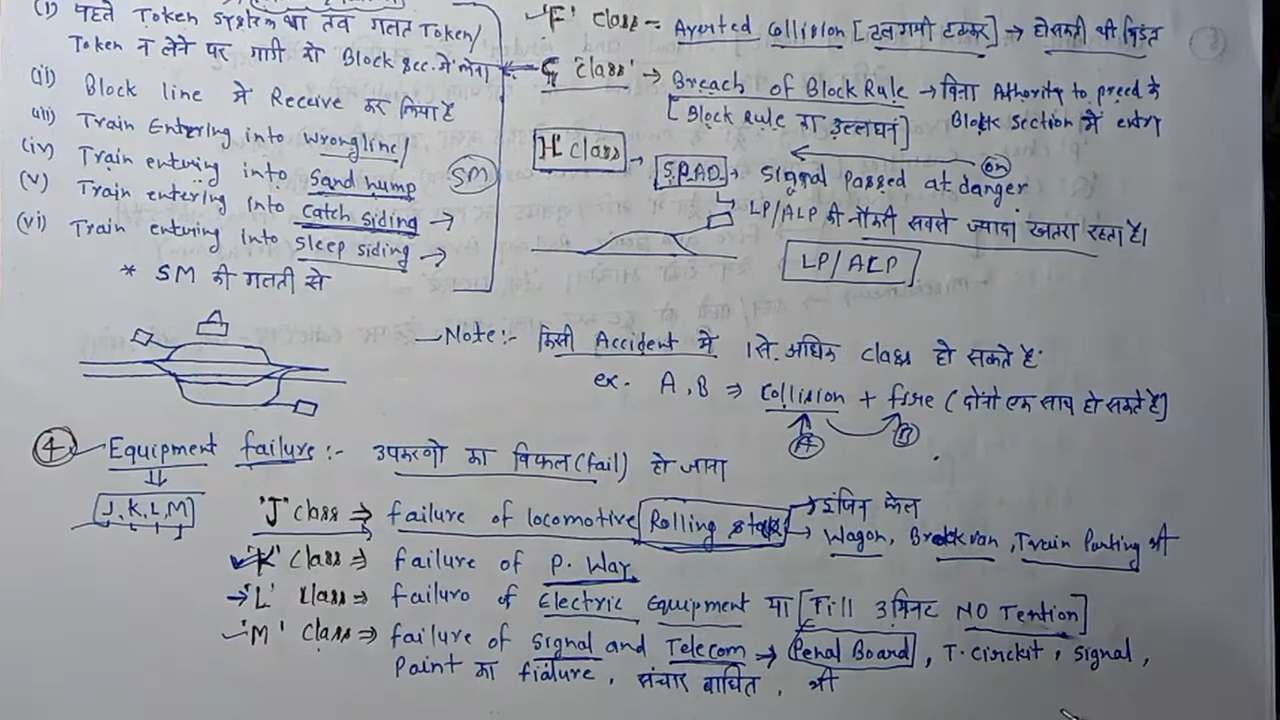 (i) पहले Token System था तब गलत Token/
Token न लेने पर गाड़ी को Block Sec. में लेना
(ii) Block line में Receive कर लिया है
(iii) Train Entering into wrongline/
(iv) Train entering into Sand hump
(v) Train entering into catch siding →
(vi) Train entering into sleep siding →
* SM की गलती से
SM
'F' class - Averted Collision [टल गयी टक्कर] → हो सकती थी भिड़ंत
'G' class' → Breach of Block Rule → बिना Athority to preed के
[Block Rule का उल्लघन] Block section में entry
'H' class → S.P.A.D. → Signal Passed at danger
on
→ LP/ALP की नौकरी सबसे ज्यादा खतरा रहता है।
LP/ALP
Note:- किसी Accident में 1 से अधिक class हो सकते है
ex. A, B ⇒ Collision + fire (दोनो एक साथ हो सकते है)
A B
④ Equipment failure :- उपकरणो का विफल (fail) हो जाना
J, K, L, M
'J' class ⇒ failure of locomotive Rolling stock → इंजिन फेल
→ Wagon, Brakvan, Train Parting भी
'K' Class ⇒ failure of P. Way
→ 'L' Class ⇒ failure of Electric Equipment या [Till 3 मिनट NO Tention]
'M' Class ⇒ failure of Signal and Telecom → Penal Board, T. Circkit, Signal,
Paint का fialure, संचार बाधित, भी